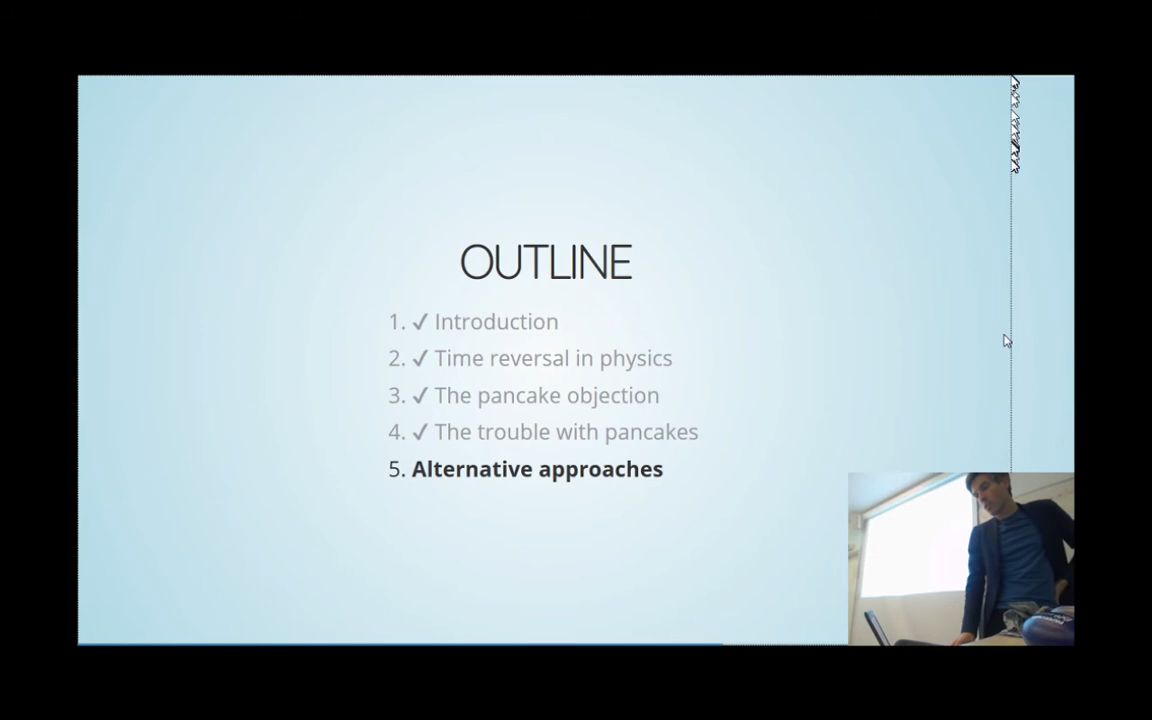 OUTLINE
1. ✓ Introduction
2. ✓ Time reversal in physics
3. ✓ The pancake objection
4. ✓ The trouble with pancakes
5. Alternative approaches